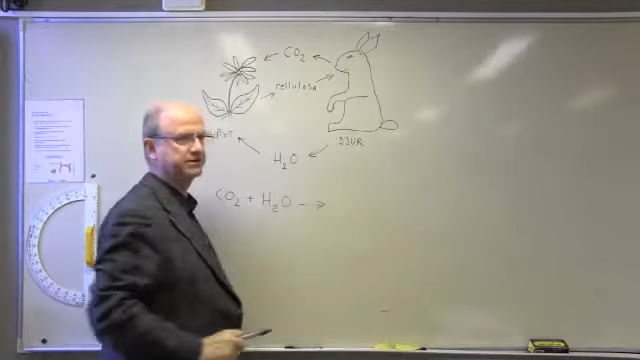 CO2
cellulosa
DJUR
H2O
CO2 + H2O →